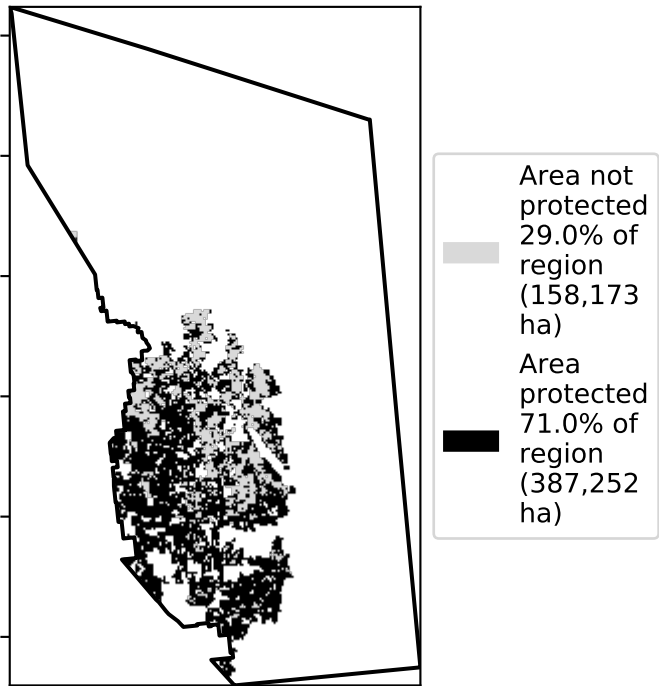 Area not
protected
29.0% of
region
(158,173
ha)
Area
protected
71.0% of
region
(387,252
ha)